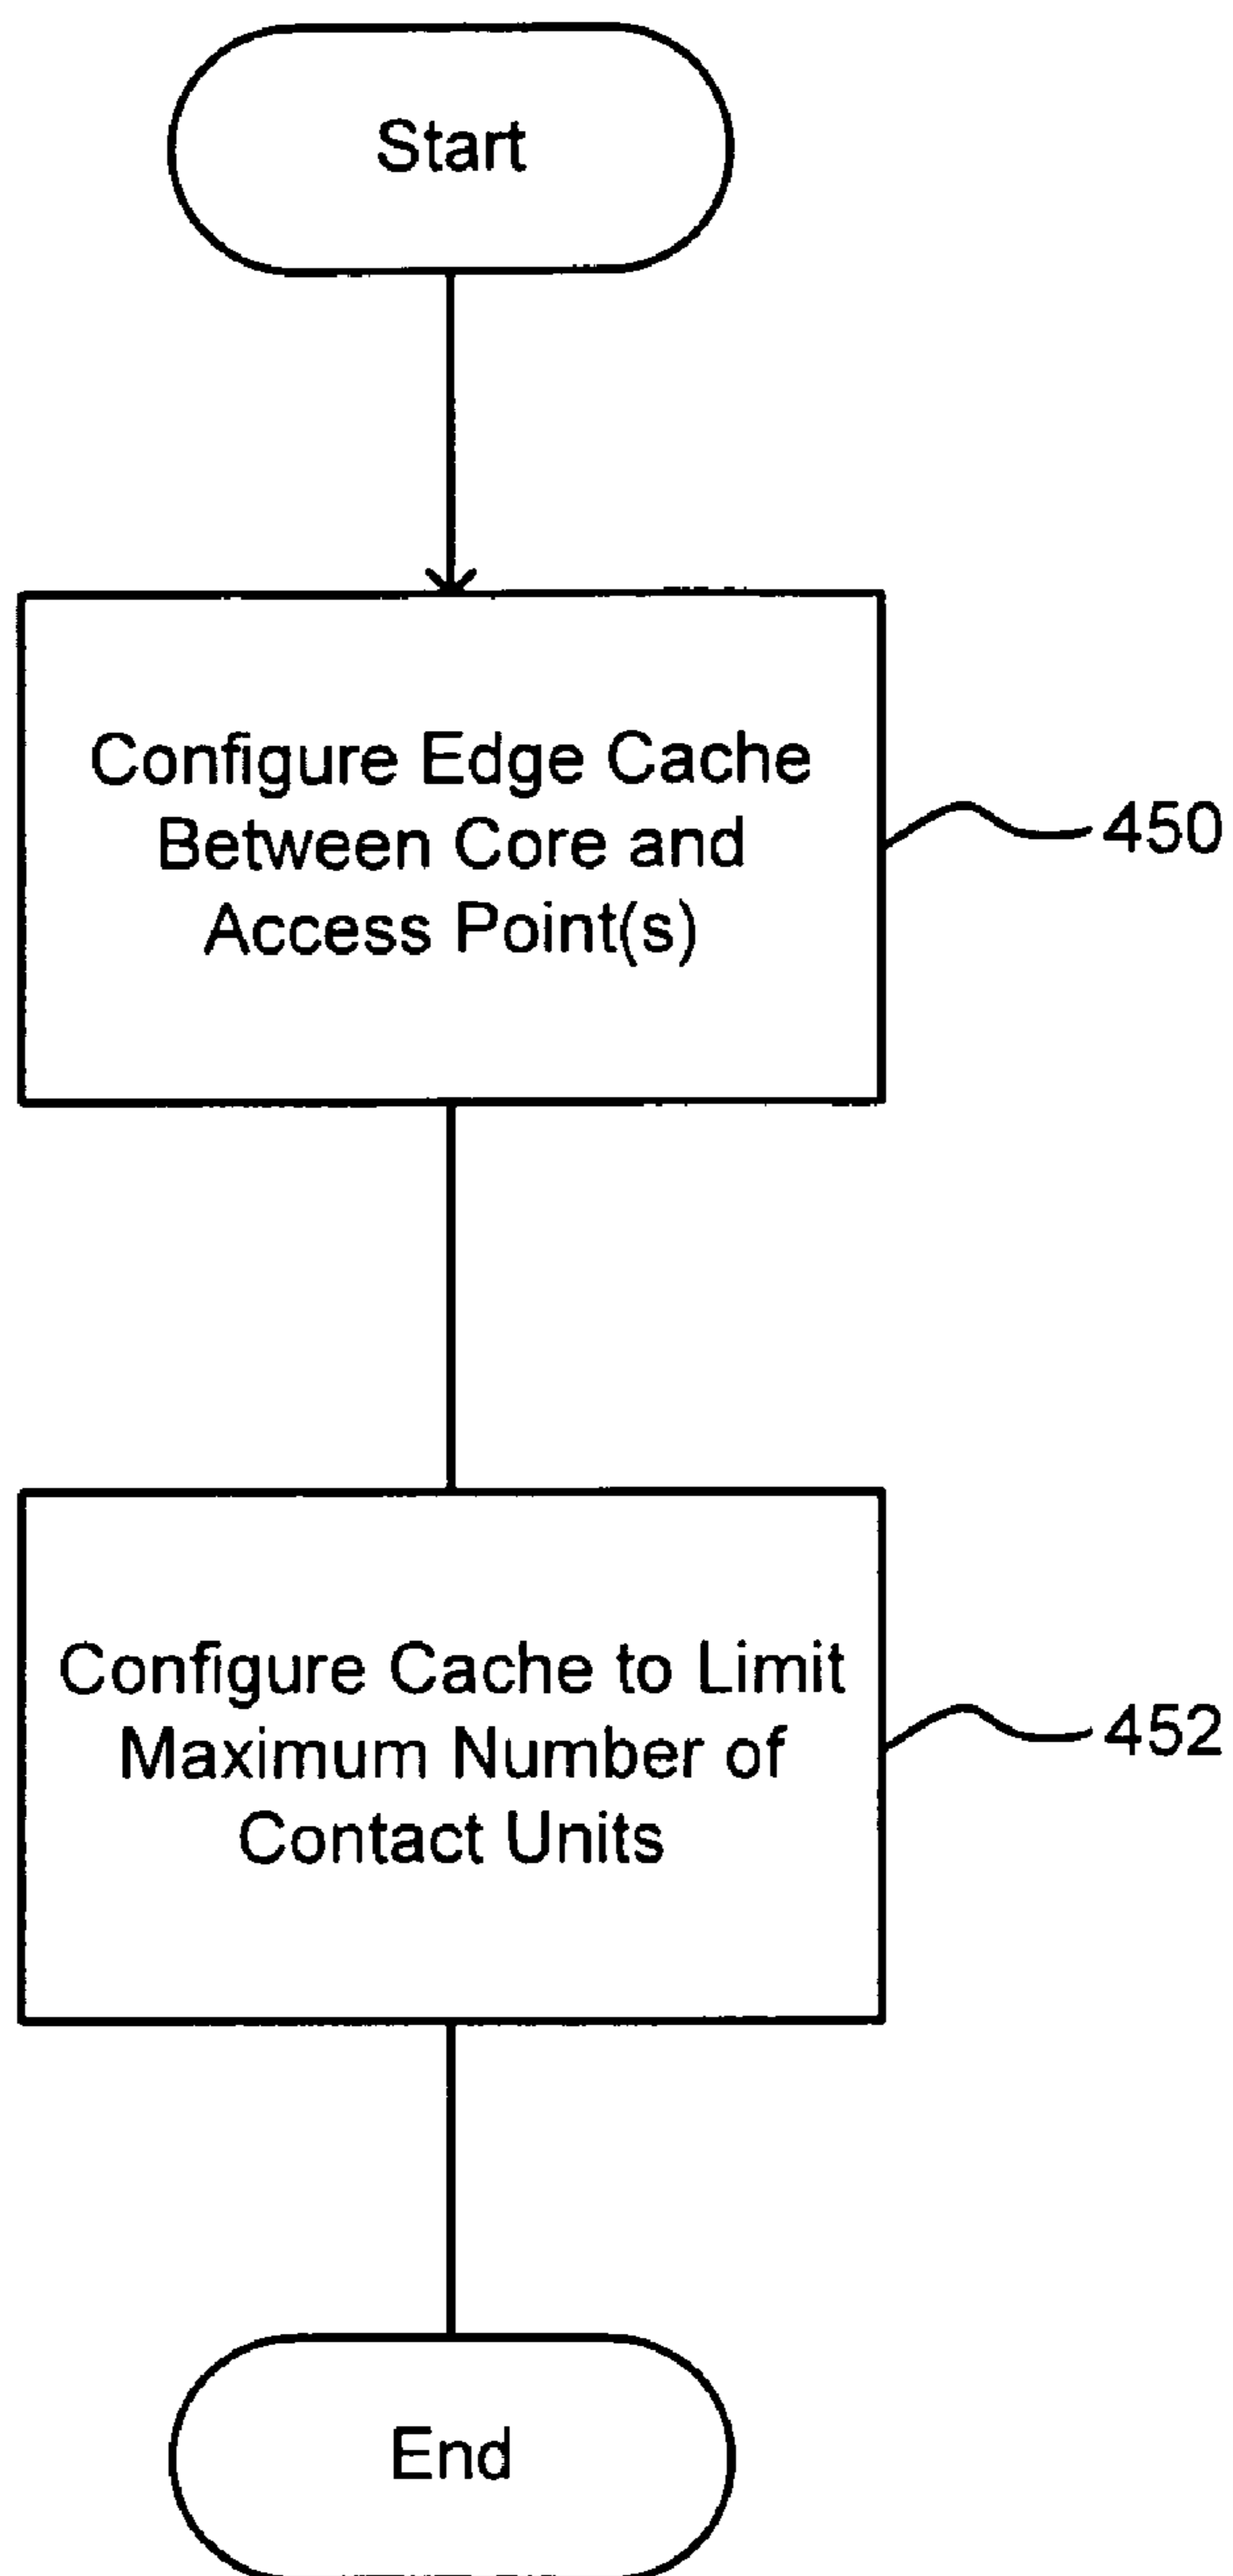 Start
Configure Edge Cache
Between Core and
Access Point(s)
450
Configure Cache to Limit
Maximum Number of
Contact Units
452
End